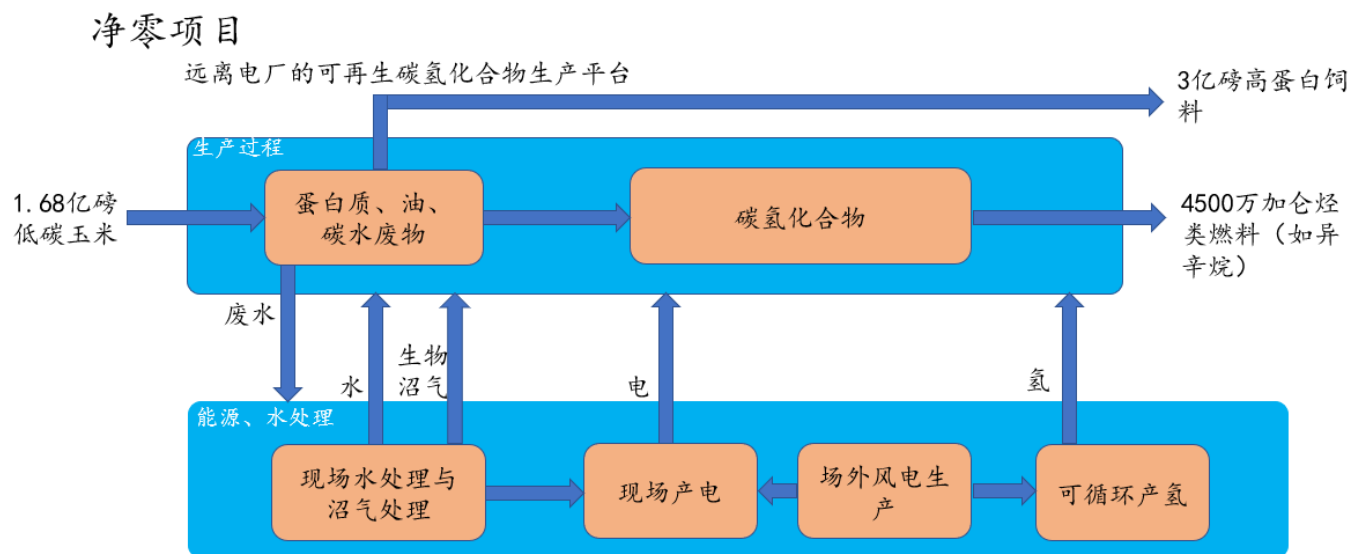 净零项目
远离电厂的可再生碳氢化合物生产平台
3亿磅高蛋白饲
料
生产过程
1.68亿磅
低碳玉米
蛋白质、油、
碳水废物
碳氢化合物
4500万加仑烃
类燃料（如异
辛烷）
废水
水
生物
沼气
电
氢
能源、水处理
现场水处理与
沼气处理
现场产电
场外风电生
产
可循环产氢